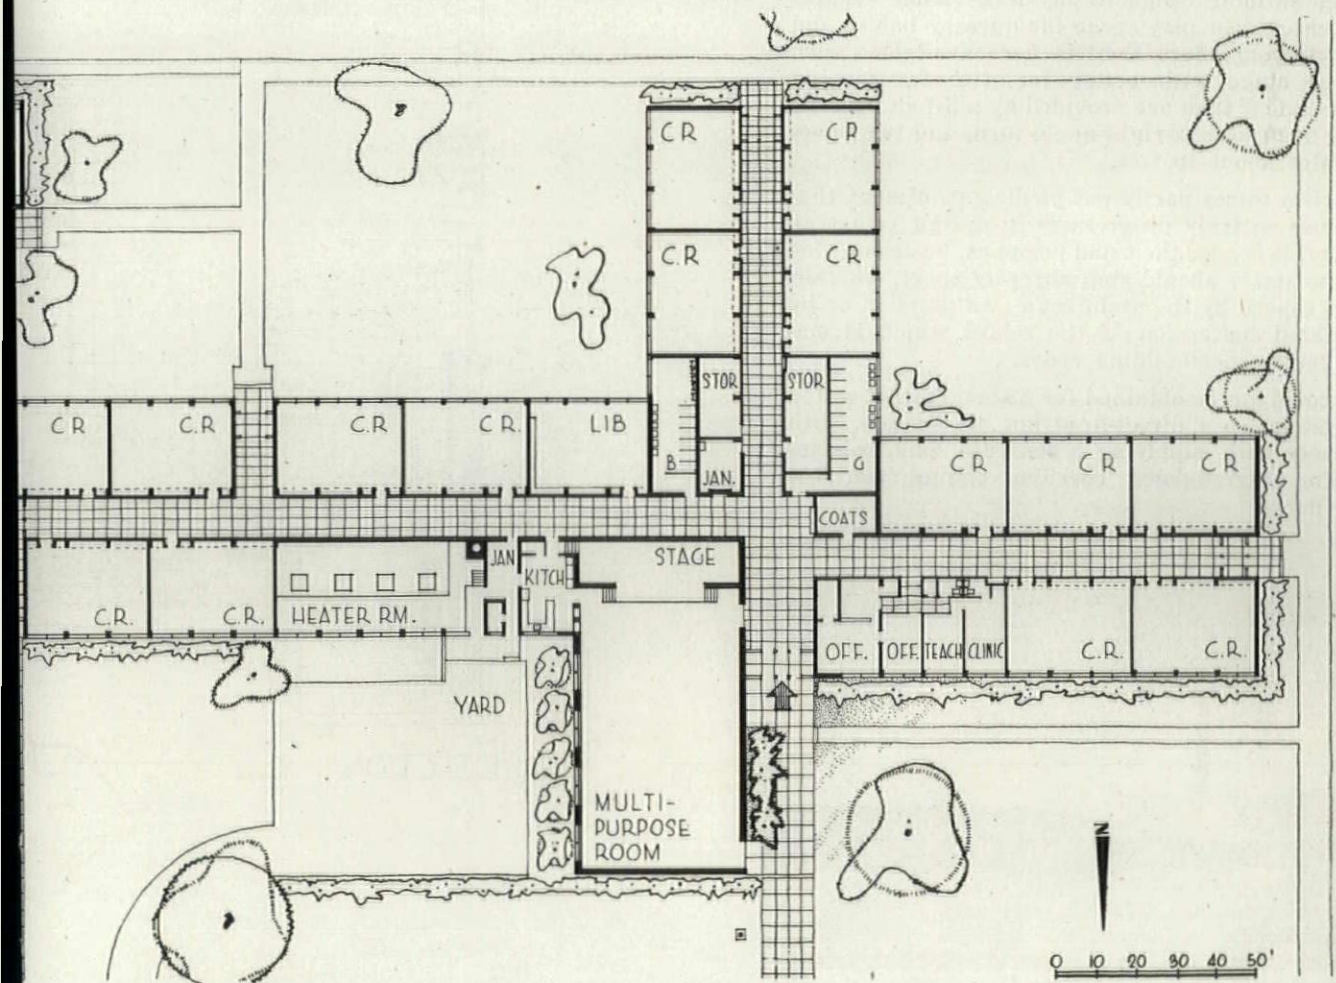 C.R
C.R
C.R
C.R
STOR
STOR
C.R
C.R
C.R
C.R.
LIB
B
JAN.
G
C.R
C.R
C.R
COATS
STAGE
JAN
KITCH
HEATER RM.
C.R.
C.R.
OFF.
OFF.
TEACH
CLINIC
C.R.
C.R.
YARD
MULTI-
PURPOSE
ROOM
N
0 10 20 30 40 50'